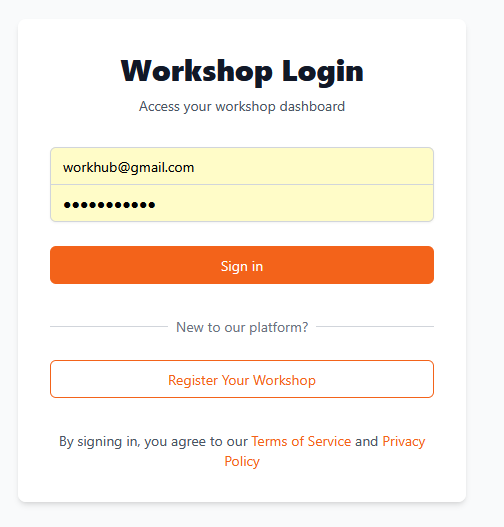 Workshop Login
Access your workshop dashboard
workhub@gmail.com
●●●●●●●●●●●
Sign in
New to our platform?
Register Your Workshop
By signing in, you agree to our Terms of Service and Privacy
Policy